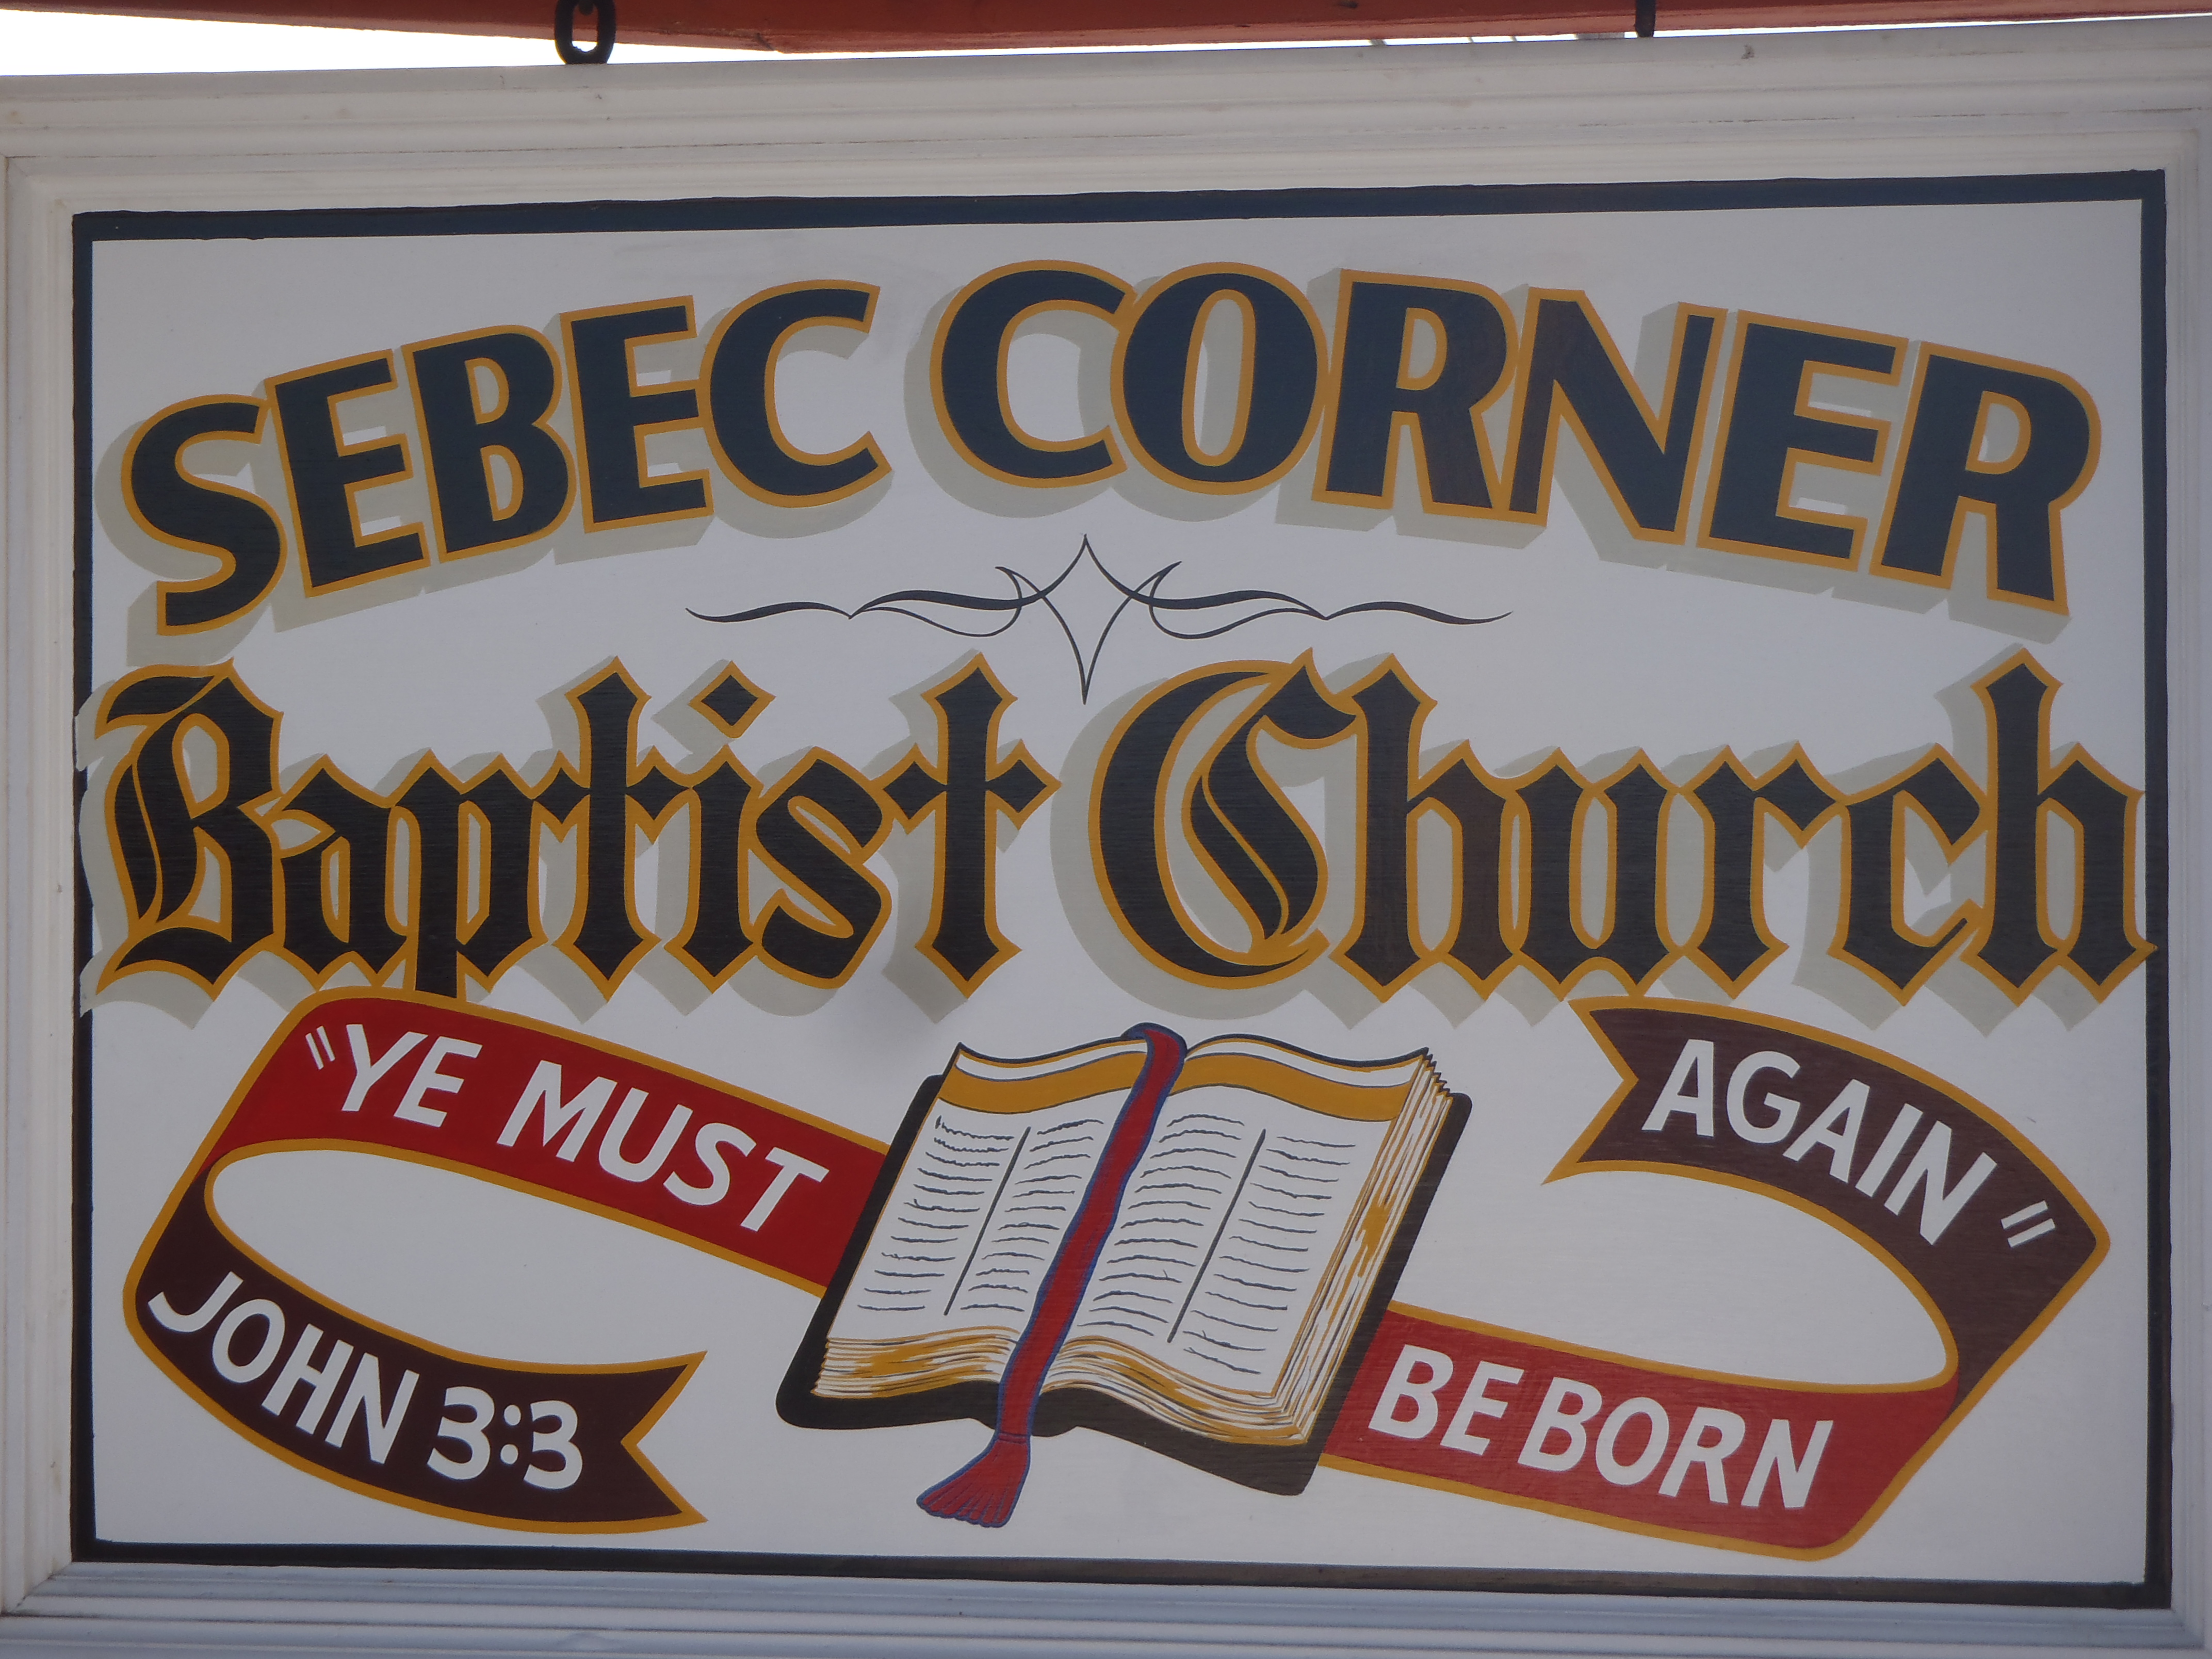 SEBEC CORNER
Baptist Church
"YE MUST
BE BORN
AGAIN"
JOHN 3:3